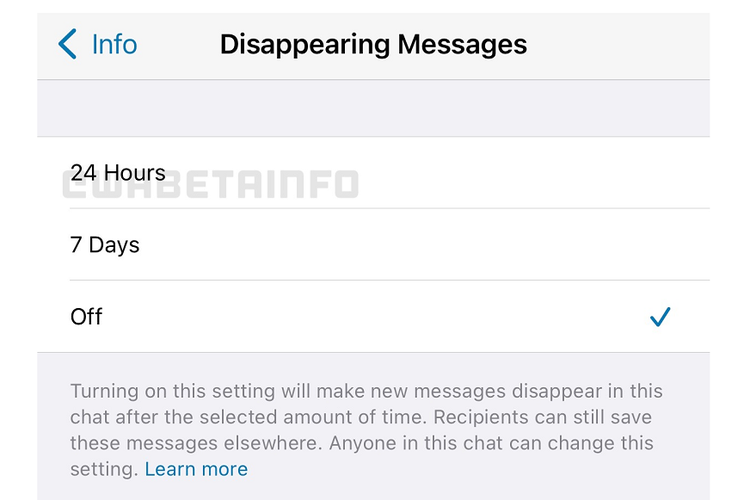 Info
Disappearing Messages
24 Hours
©WABETAINFO
7 Days
Off
Turning on this setting will make new messages disappear in this
chat after the selected amount of time. Recipients can still save
these messages elsewhere. Anyone in this chat can change this
setting. Learn more